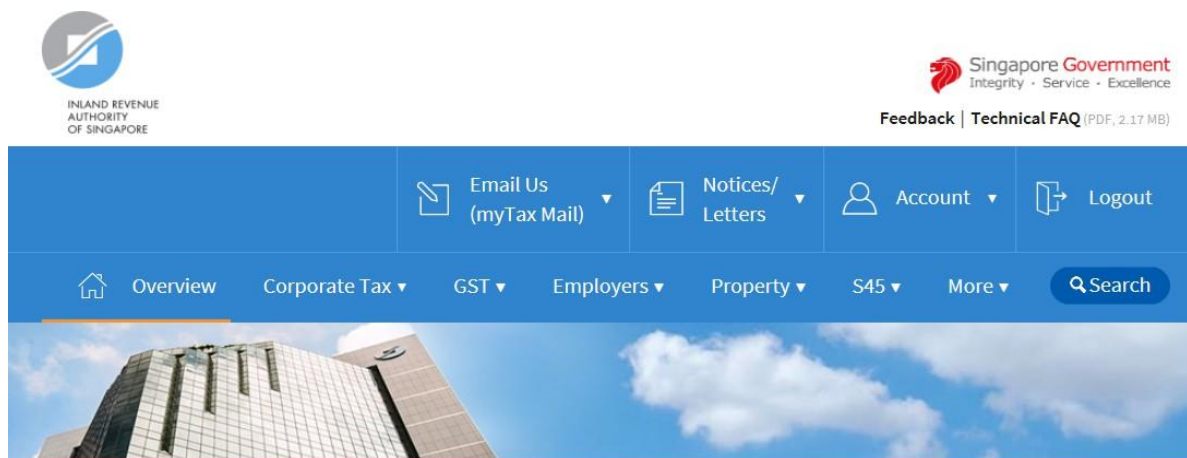 INLAND REVENUE
AUTHORITY
OF SINGAPORE
Singapore Government
Integrity · Service · Excellence
Feedback | Technical FAQ (PDF, 2.17 MB)
Email Us
(myTax Mail)
Notices/
Letters
Account
Logout
Overview
Corporate Tax
GST
Employers
Property
S45
More
Search